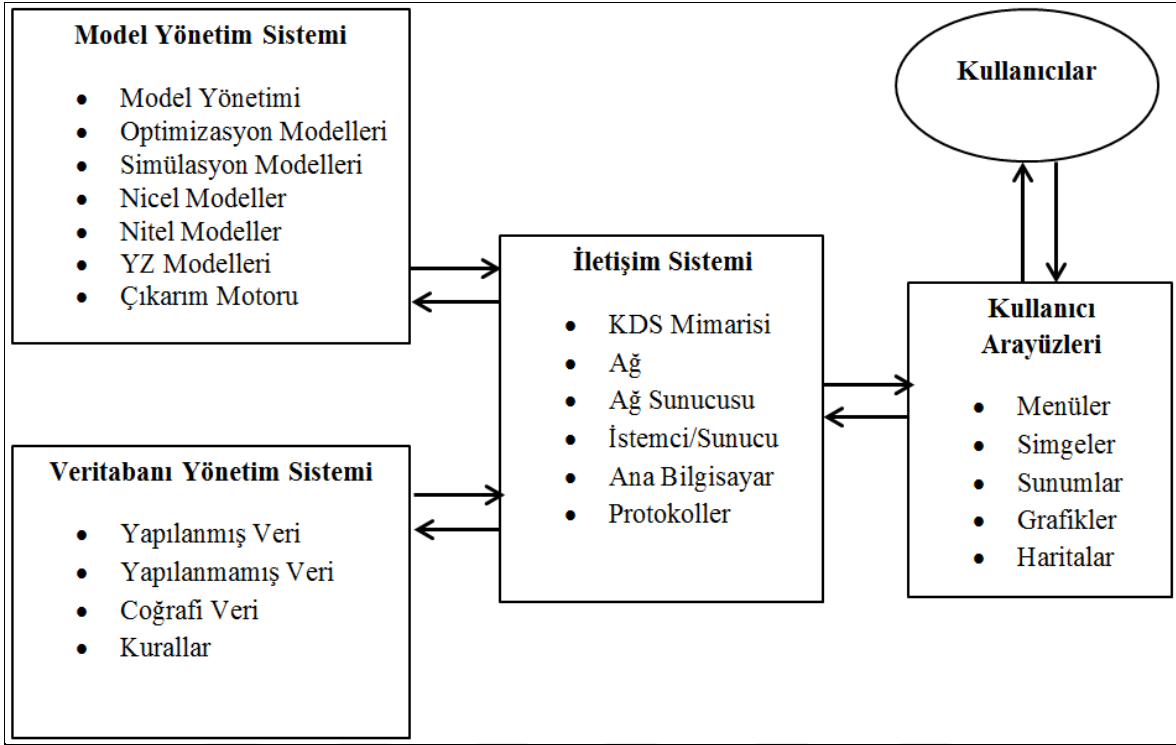 Model Yönetim Sistemi
• Model Yönetimi
• Optimizasyon Modelleri
• Simülasyon Modelleri
• Nicel Modeller
• Nitel Modeller
• YZ Modelleri
• Çıkarım Motoru
Veritabanı Yönetim Sistemi
• Yapılanmış Veri
• Yapılanmamış Veri
• Coğrafi Veri
• Kurallar
İletişim Sistemi
• KDS Mimarisi
• Ağ
• Ağ Sunucusu
• İstemci/Sunucu
• Ana Bilgisayar
• Protokoller
Kullanıcılar
Kullanıcı
Arayüzleri
• Menüler
• Simgeler
• Sunumlar
• Grafikler
• Haritalar